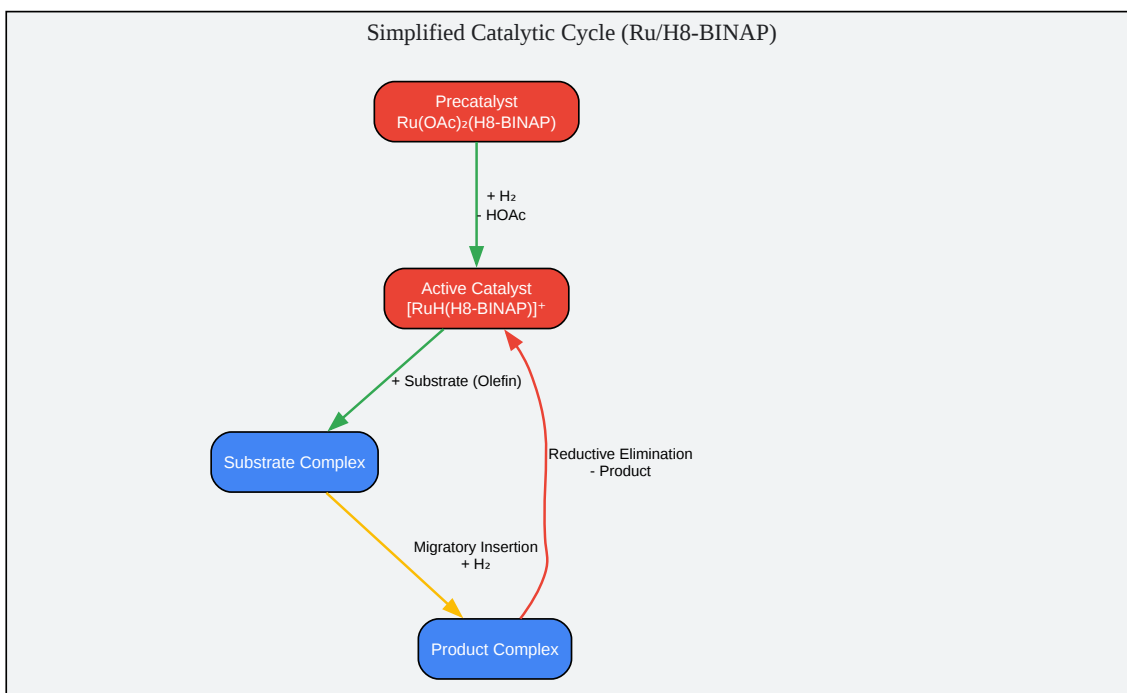 Simplified Catalytic Cycle (Ru/H8-BINAP)
Precatalyst
Ru(OAc)₂(H8-BINAP)
+ H₂
- HOAc
Active Catalyst
[RuH(H8-BINAP)]⁺
+ Substrate (Olefin)
Substrate Complex
Reductive Elimination
- Product
Migratory Insertion
+ H₂
Product Complex